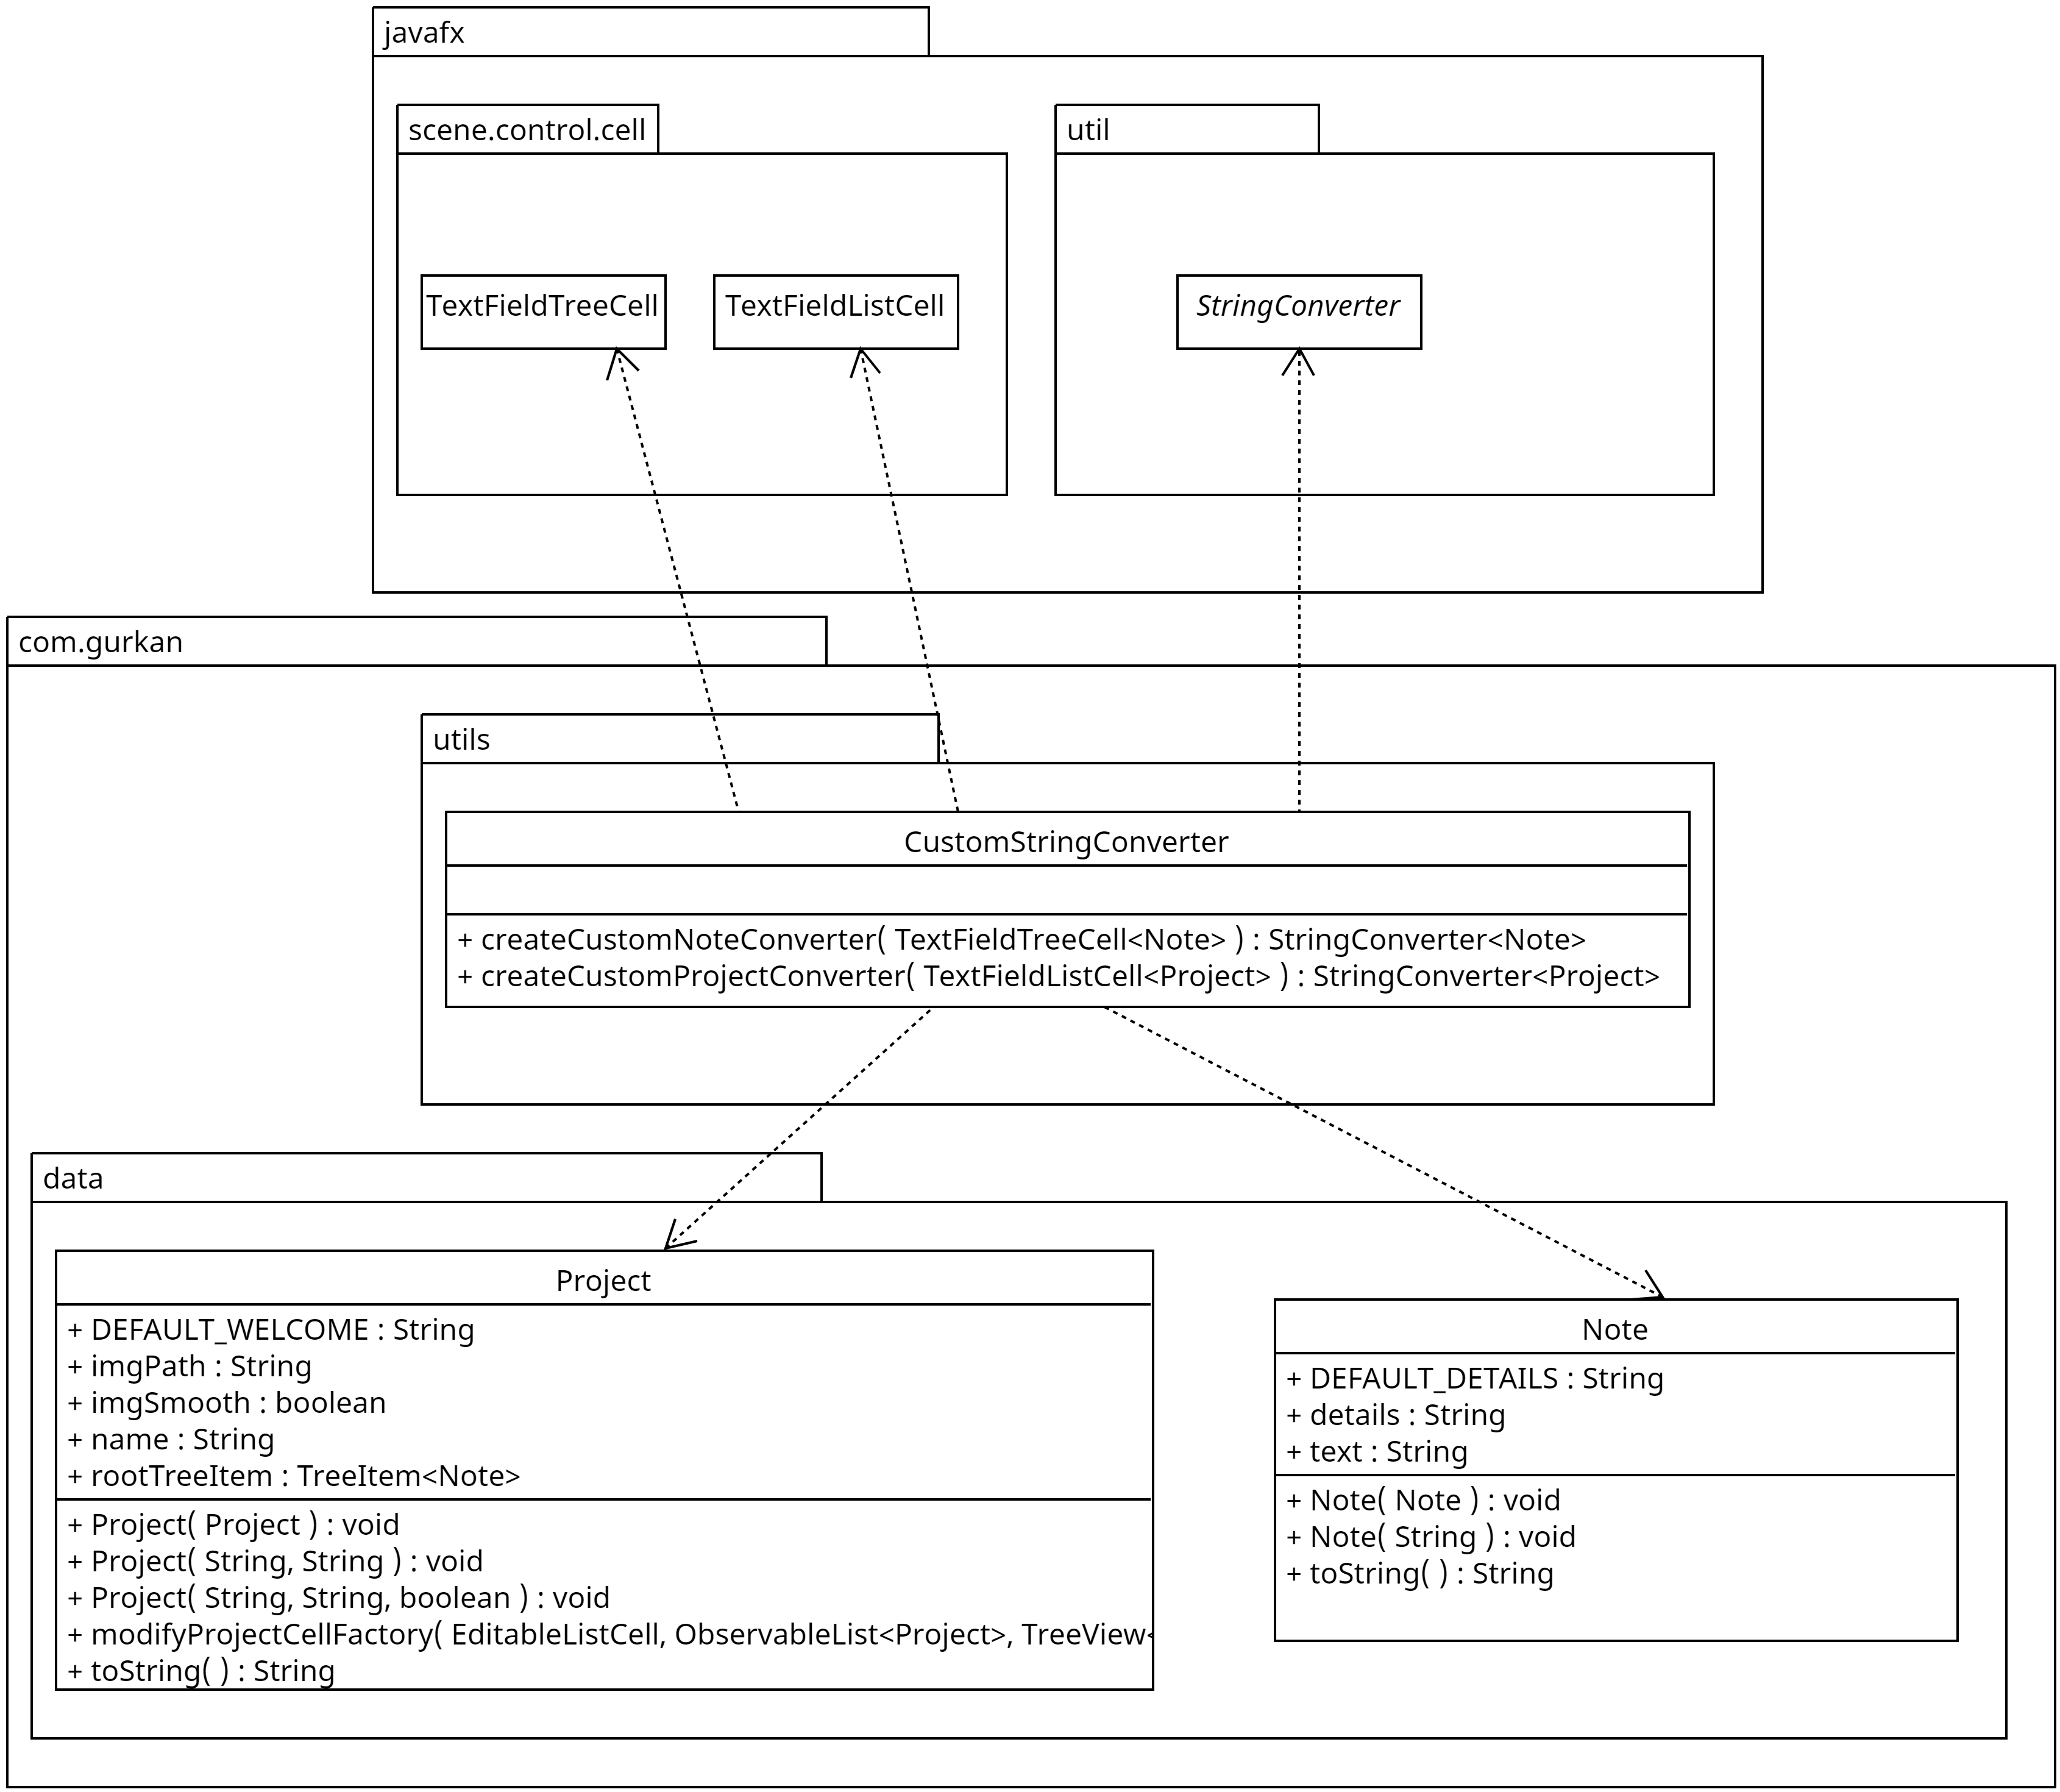 javafx
scene.control.cell
util
TextFieldTreeCell
TextFieldListCell
StringConverter
com.gurkan
utils
CustomStringConverter
+ createCustomNoteConverter( TextFieldTreeCell<Note> ) : StringConverter<Note>
+ createCustomProjectConverter( TextFieldListCell<Project> ) : StringConverter<Project>
data
Project
+ DEFAULT_WELCOME : String
+ imgPath : String
+ imgSmooth : boolean
+ name : String
+ rootTreeItem : TreeItem<Note>
+ Project( Project ) : void
+ Project( String, String ) : void
+ Project( String, String, boolean ) : void
+ modifyProjectCellFactory( EditableListCell, ObservableList<Project>, TreeView<
+ toString( ) : String
Note
+ DEFAULT_DETAILS : String
+ details : String
+ text : String
+ Note( Note ) : void
+ Note( String ) : void
+ toString( ) : String